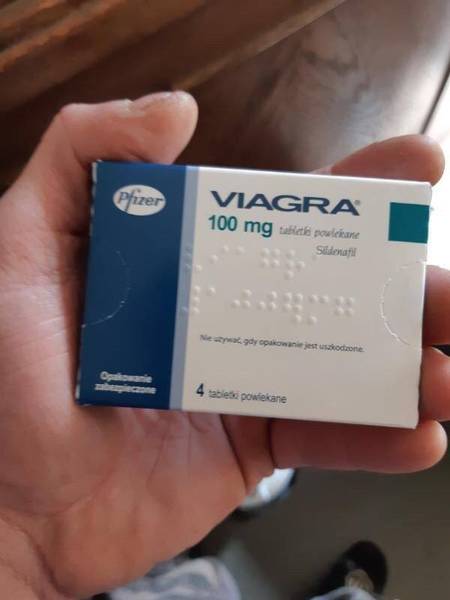 Pfizer
VIAGRA®
100 mg tabletki powlekane
Sildenafil
Nie używać, gdy opakowanie jest uszkodzone.
Opakowanie
zabezpieczone
4 tabletki powlekane